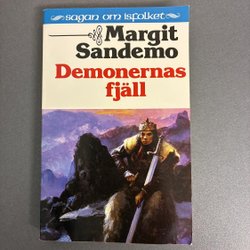 sagan om isfolket
Margit
Sandemo
Demonernas
fjäll